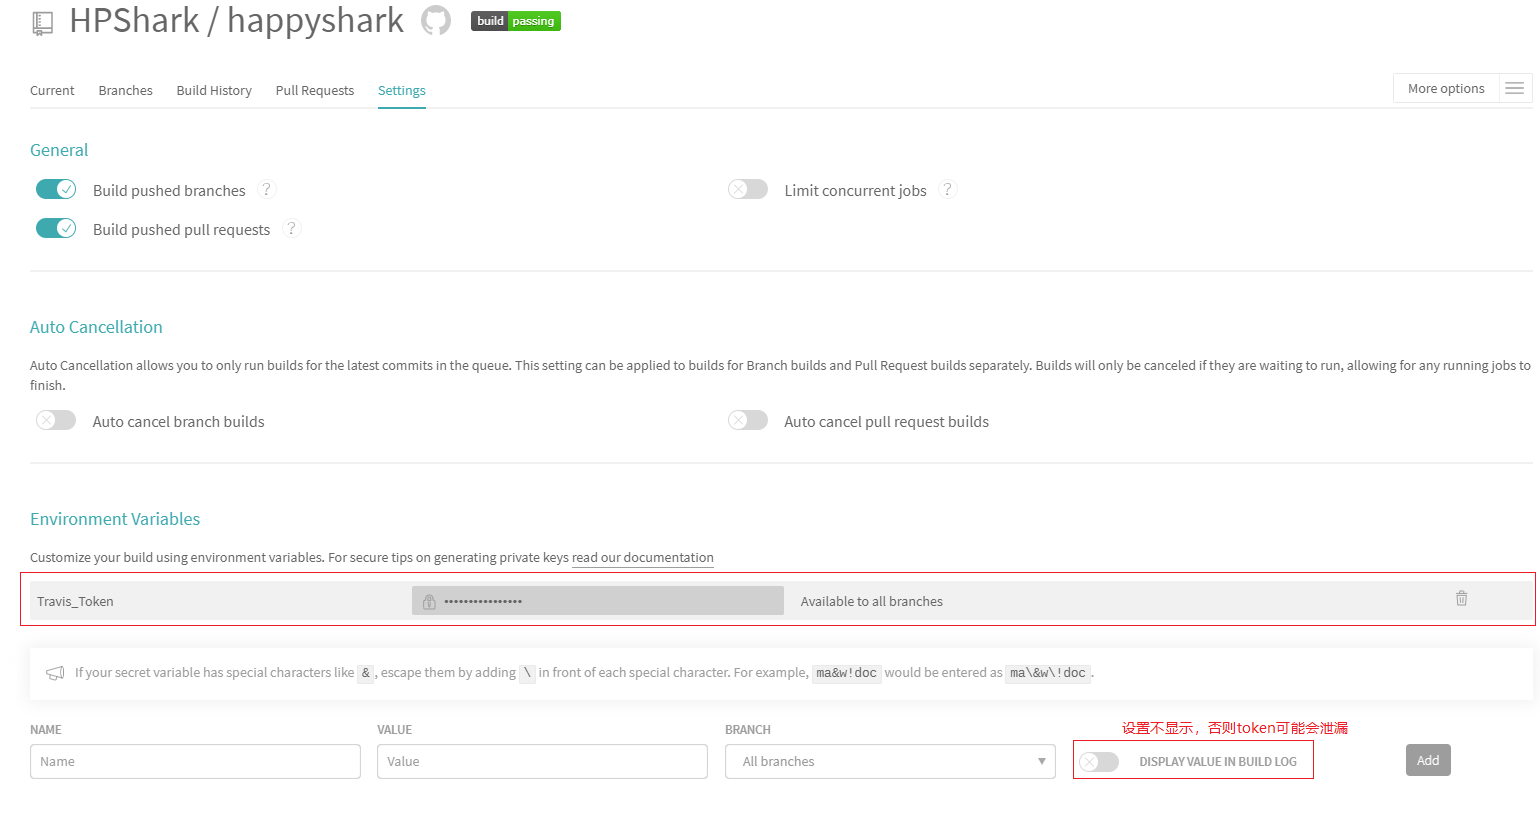 HPShark / happyshark build passing
Current Branches Build History Pull Requests Settings More options
General
Build pushed branches ? Limit concurrent jobs ?
Build pushed pull requests ?
Auto Cancellation
Auto Cancellation allows you to only run builds for the latest commits in the queue. This setting can be applied to builds for Branch builds and Pull Request builds separately. Builds will only be canceled if they are waiting to run, allowing for any running jobs to
finish.
Auto cancel branch builds Auto cancel pull request builds
Environment Variables
Customize your build using environment variables. For secure tips on generating private keys read our documentation
Travis_Token •••••••••••••••• Available to all branches
If your secret variable has special characters like & , escape them by adding \ in front of each special character. For example, ma&w!doc would be entered as ma\&w\!doc .
设置不显示，否则token可能会泄漏
NAME VALUE BRANCH
Name Value All branches DISPLAY VALUE IN BUILD LOG Add